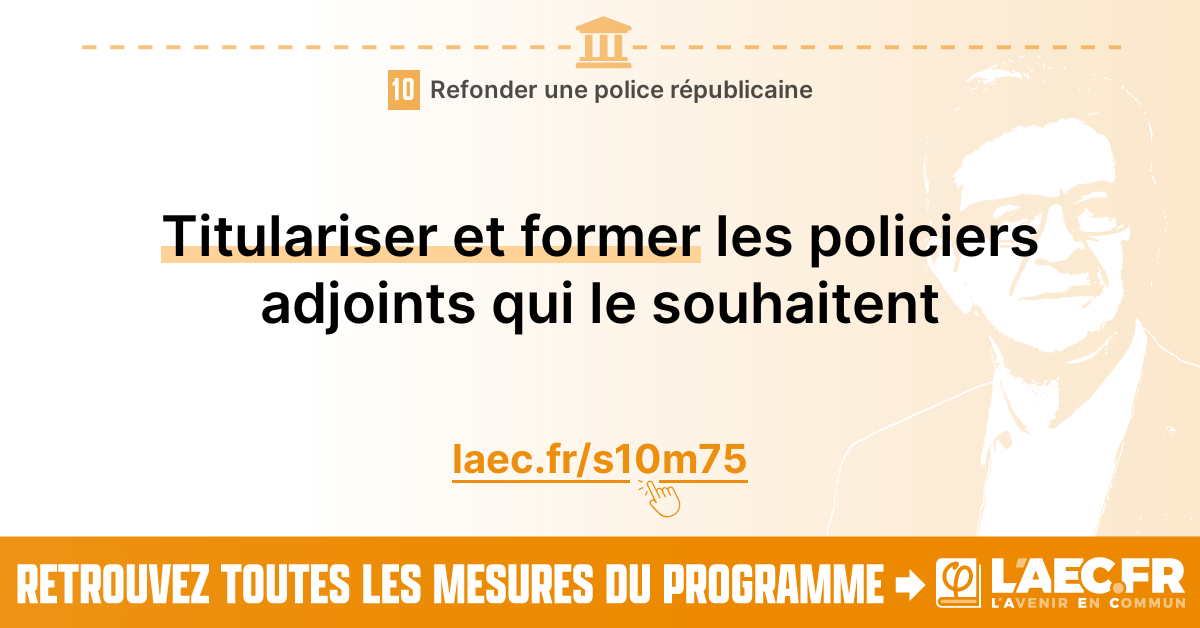 10 Refonder une police républicaine
Titulariser et former les policiers
adjoints qui le souhaitent
laec.fr/s10m75
RETROUVEZ TOUTES LES MESURES DU PROGRAMME
φ L'AEC.FR
L'AVENIR EN COMMUN